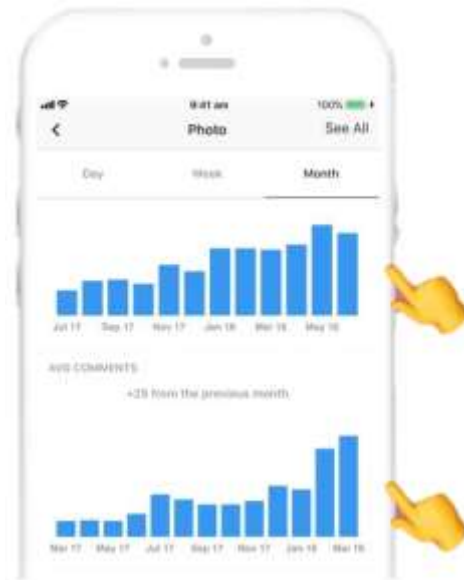 9:41 am 100%
Photo See All
Day Week Month
Jul 17 Sep 17 Nov 17 Jan 18 Mar 18 May 18
AVG COMMENTS
+25 from the previous month
Mar 17 May 17 Jul 17 Sep 17 Nov 17 Jan 18 Mar 18